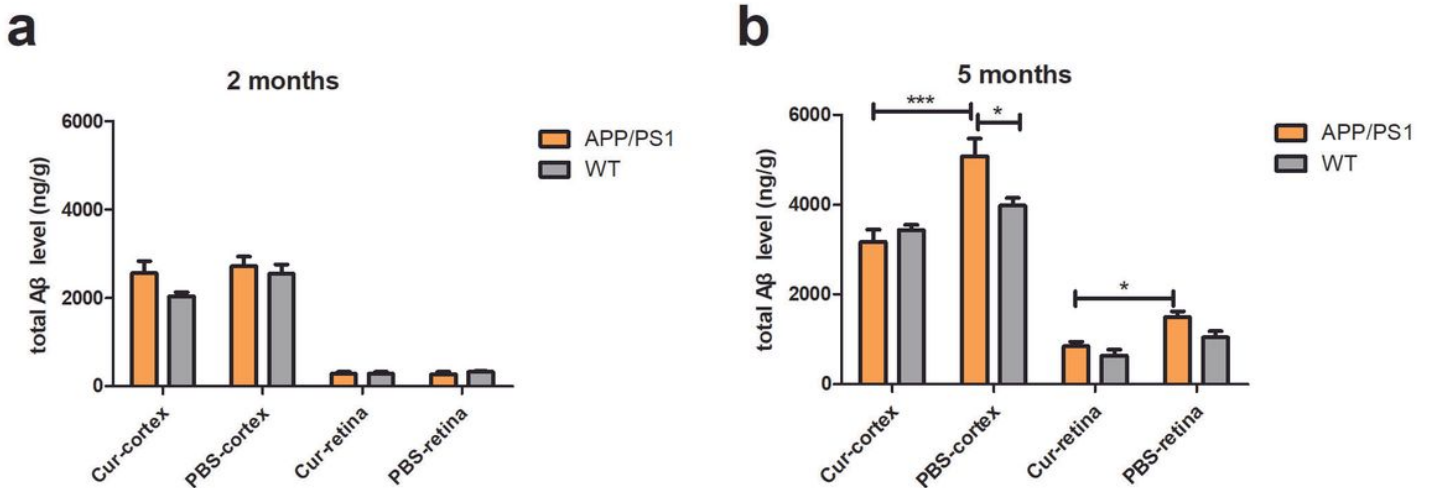 a
2 months
6000
4000
2000
0
total Aβ level (ng/g)
APP/PS1
WT
Cur-cortex
PBS-cortex
Cur-retina
PBS-retina
b
5 months
***
*
*
6000
4000
2000
0
total Aβ level (ng/g)
APP/PS1
WT
Cur-cortex
PBS-cortex
Cur-retina
PBS-retina